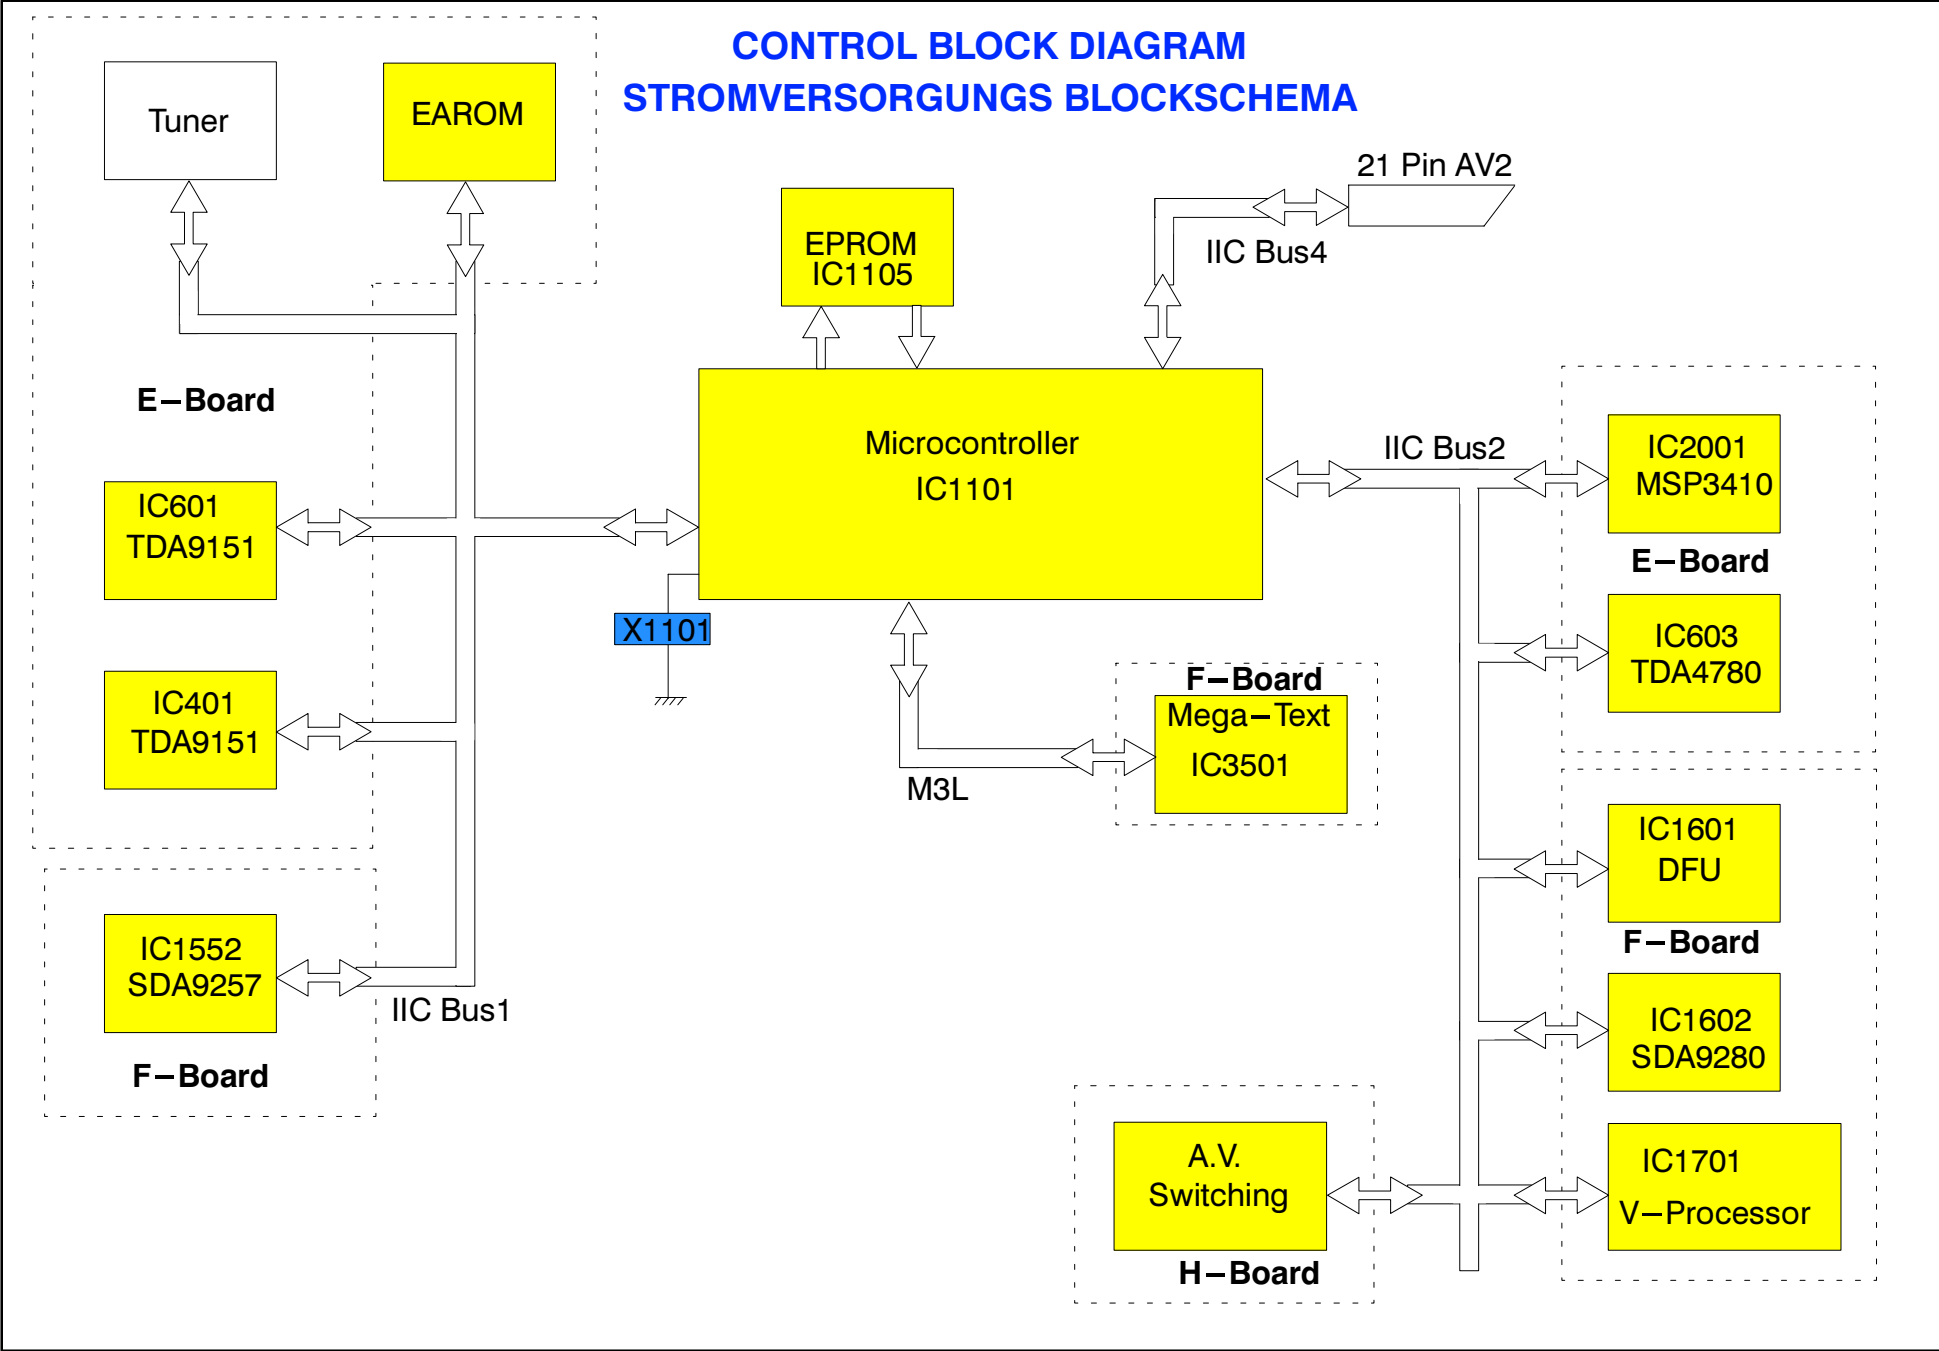 CONTROL BLOCK DIAGRAM
STROMVERSORGUNGS BLOCKSCHEMA
Tuner
EAROM
21 Pin AV2
EPROM
IC1105
IIC Bus4
E–Board
Microcontroller
IC1101
IIC Bus2
IC2001
MSP3410
E–Board
IC601
TDA9151
X1101
IC603
TDA4780
IC401
TDA9151
F–Board
Mega–Text
IC3501
M3L
IC1601
DFU
F–Board
IC1552
SDA9257
IIC Bus1
F–Board
IC1602
SDA9280
A.V.
Switching
H–Board
IC1701
V–Processor